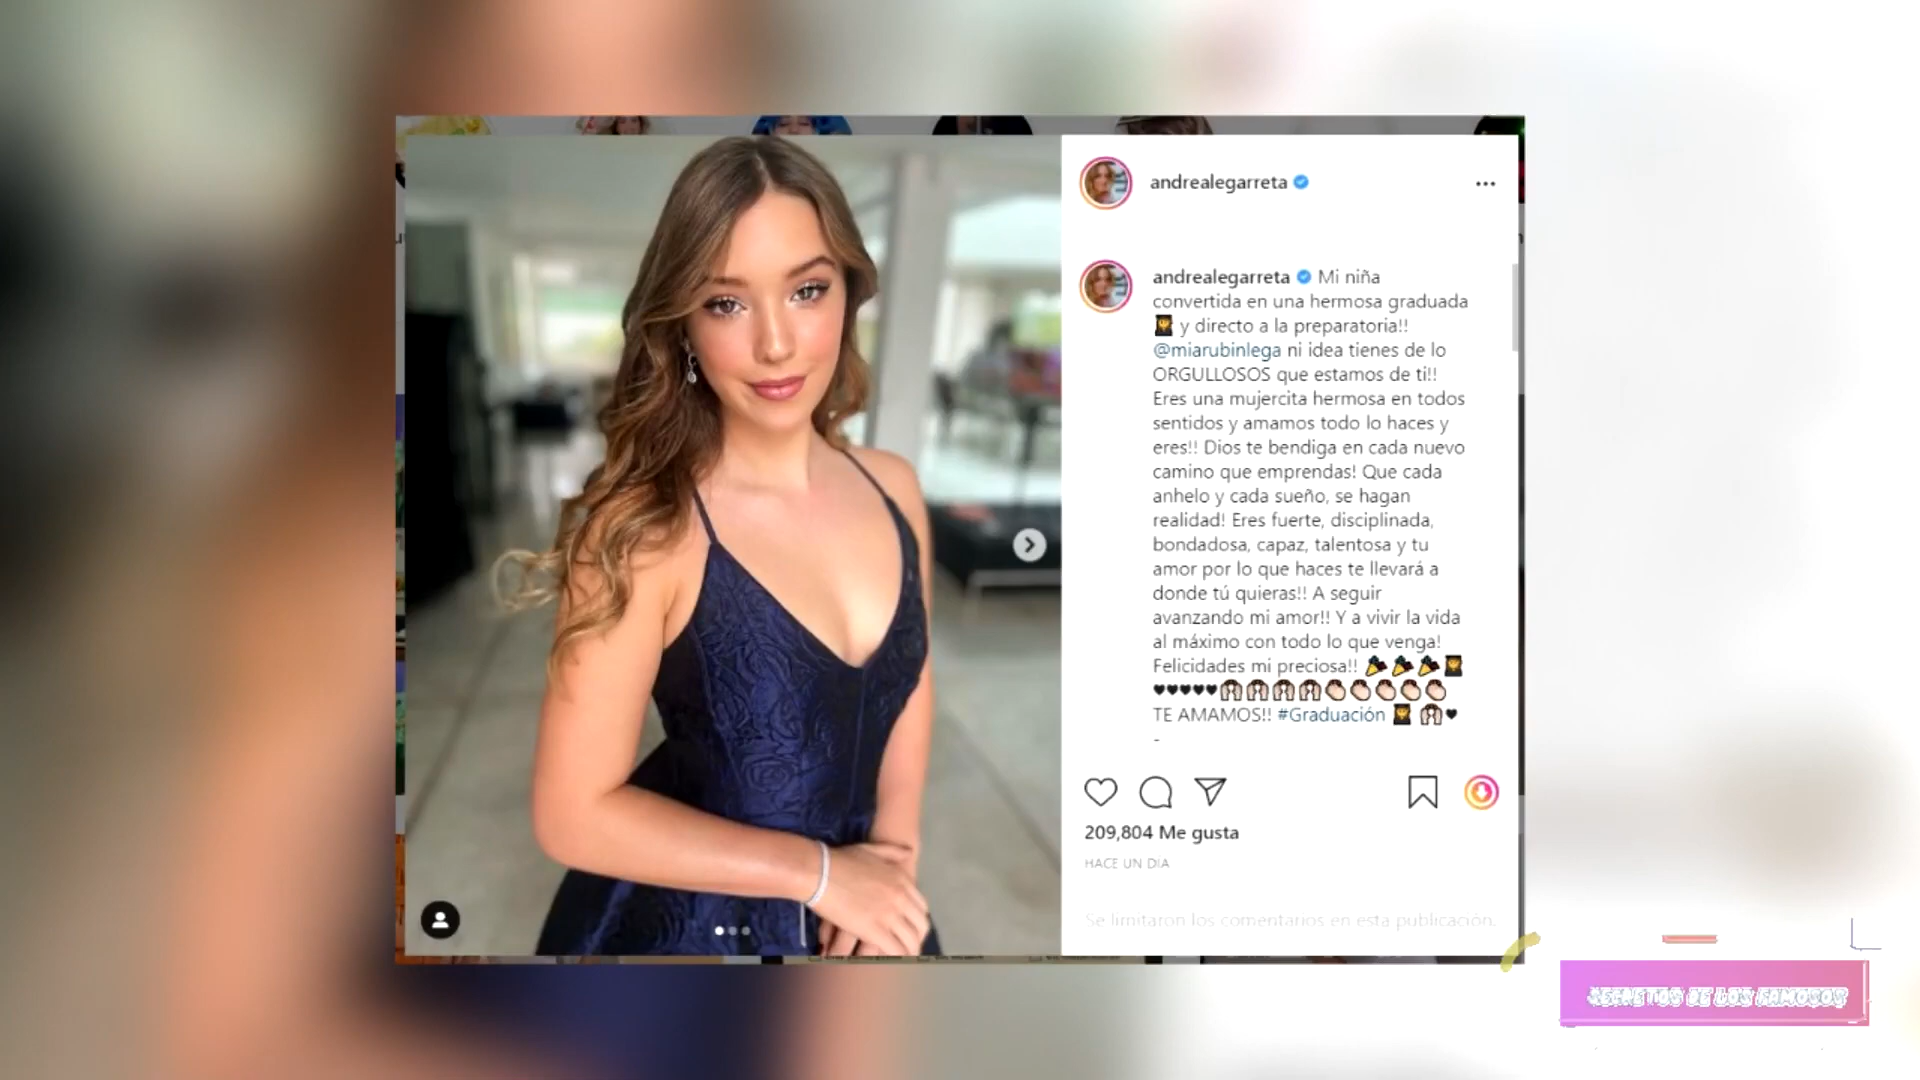 andrealegarreta
andrealegarreta Mi niña
convertida en una hermosa graduada
y directo a la preparatoria!!
@miarubinlega ni idea tienes de lo
ORGULLOSOS que estamos de ti!!
Eres una mujercita hermosa en todos
sentidos y amamos todo lo haces y
eres!! Dios te bendiga en cada nuevo
camino que emprendas! Que cada
anhelo y cada sueño, se hagan
realidad! Eres fuerte, disciplinada,
bondadosa, capaz, talentosa y tu
amor por lo que haces te llevará a
donde tú quieras!! A seguir
avanzando mi amor!! Y a vivir la vida
al máximo con todo lo que venga!
Felicidades mi preciosa!!
TE AMAMOS!! #Graduación
-
209,804 Me gusta
HACE UN DIA
Se limitaron los comentarios en esta publicación.
SECRETOS DE LOS FAMOSOS